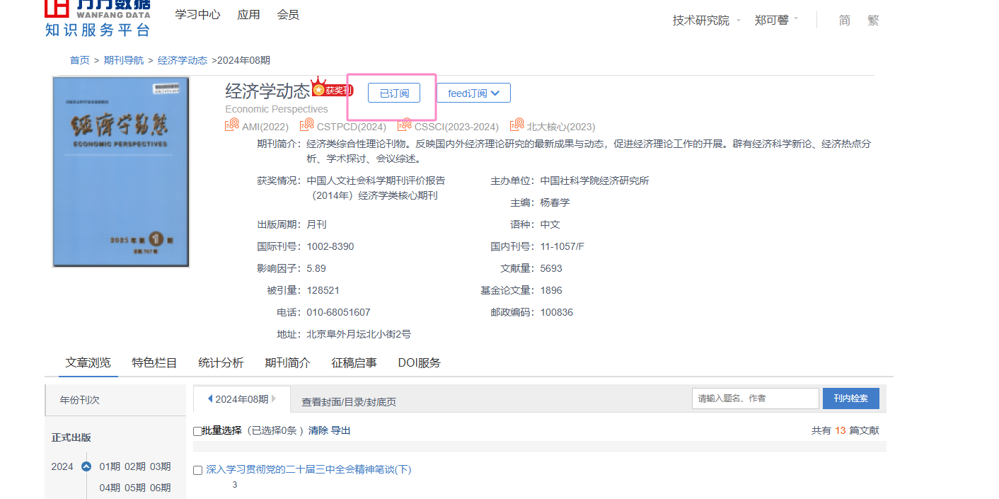 万方数据
WANFANG DATA
知识服务平台
学习中心 应用 会员
技术研究院 郑可馨 简 繁
首页 > 期刊导航 > 经济学动态 >2024年08期
經濟学動態
ECONOMIC PERSPECTIVES
2025 年 第 1 期
总第 767 期
经济学动态 获奖刊 已订阅 feed订阅
Economic Perspectives
AMI(2022) CSTPCD(2024) CSSCI(2023-2024) 北大核心(2023)
期刊简介: 经济类综合性理论刊物。反映国内外经济理论研究的最新成果与动态，促进经济理论工作的开展。辟有经济科学新论、经济热点分
析、学术探讨、会议综述。
获奖情况: 中国人文社会科学期刊评价报告 主办单位: 中国社科学院经济研究所
（2014年）经济学类核心期刊
主编: 杨春学
出版周期: 月刊 语种: 中文
国际刊号: 1002-8390 国内刊号: 11-1057/F
影响因子: 5.89 文献量: 5693
被引量: 128521 基金论文量: 1896
电话: 010-68051607 邮政编码: 100836
地址: 北京阜外月坛北小街2号
文章浏览 特色栏目 统计分析 期刊简介 征稿启事 DOI服务
年份刊次
正式出版
2024 01期 02期 03期
04期 05期 06期
2024年08期 查看封面/目录/封底页 请输入题名、作者 刊内检索
批量选择（已选择0条 ）清除 导出 共有 13 篇文献
深入学习贯彻党的二十届三中全会精神笔谈(下)
3